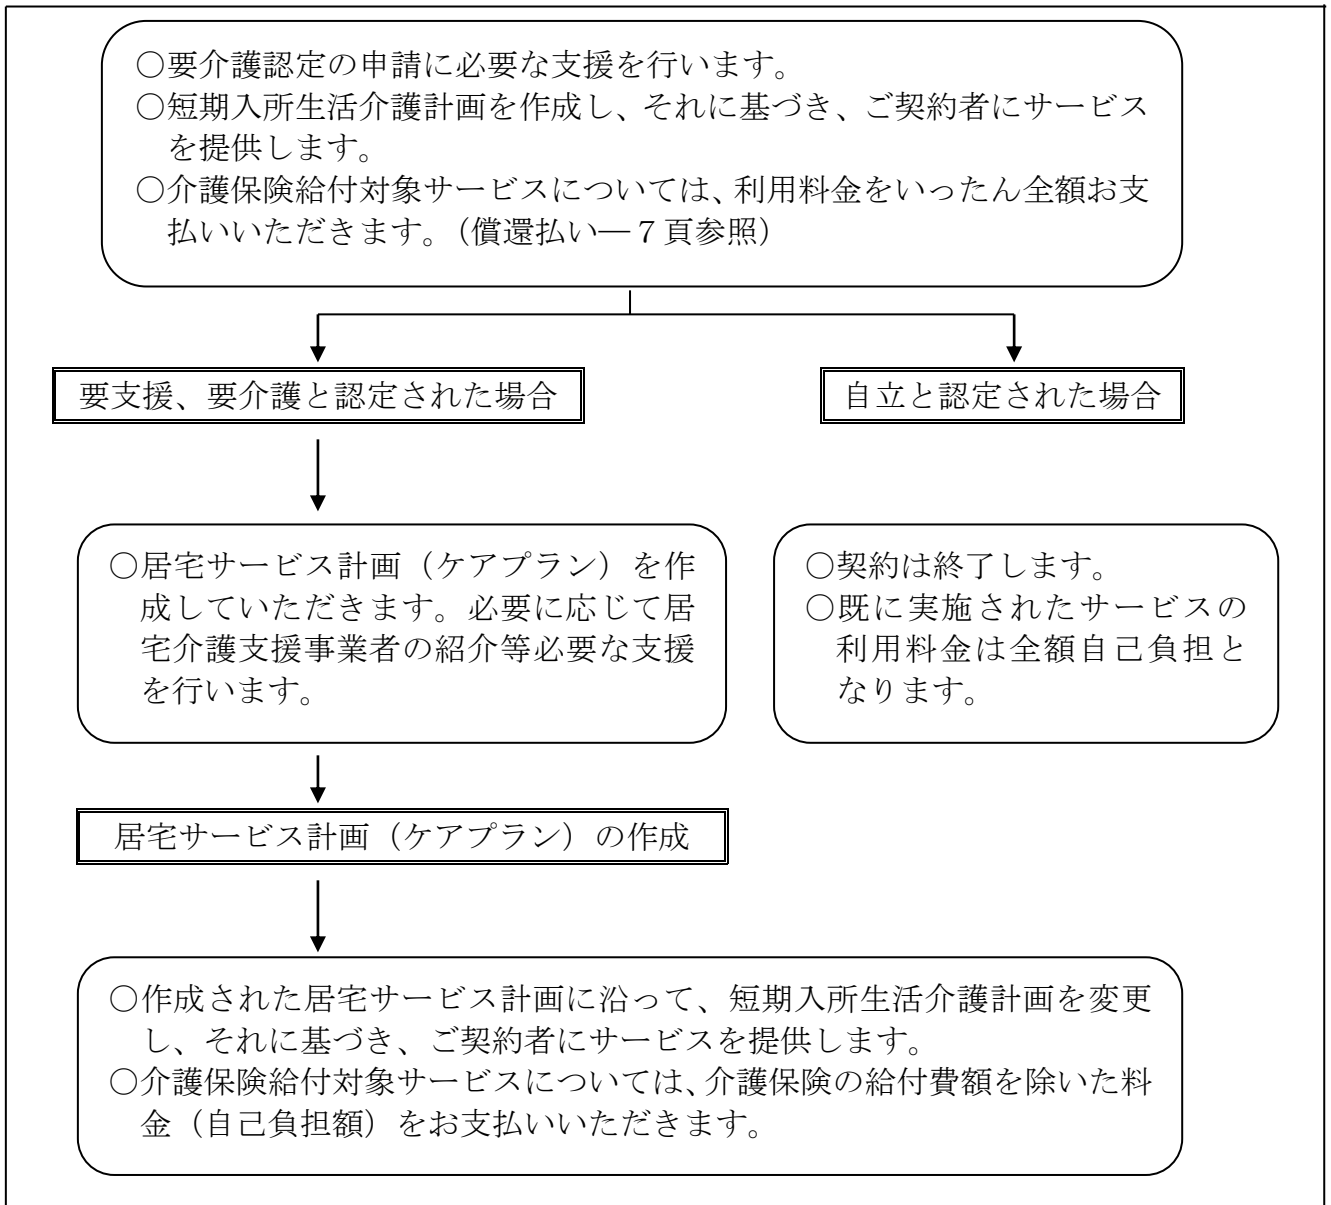 ○要介護認定の申請に必要な支援を行います。
○短期入所生活介護計画を作成し、それに基づき、ご契約者にサービス
を提供します。
○介護保険給付対象サービスについては、利用料金をいったん全額お支
払いいただきます。（償還払い―７頁参照）
要支援、要介護と認定された場合
自立と認定された場合
○居宅サービス計画（ケアプラン）を作
成していただきます。必要に応じて居
宅介護支援事業者の紹介等必要な支援
を行います。
○契約は終了します。
○既に実施されたサービスの
利用料金は全額自己負担と
なります。
居宅サービス計画（ケアプラン）の作成
○作成された居宅サービス計画に沿って、短期入所生活介護計画を変更
し、それに基づき、ご契約者にサービスを提供します。
○介護保険給付対象サービスについては、介護保険の給付費額を除いた料
金（自己負担額）をお支払いいただきます。